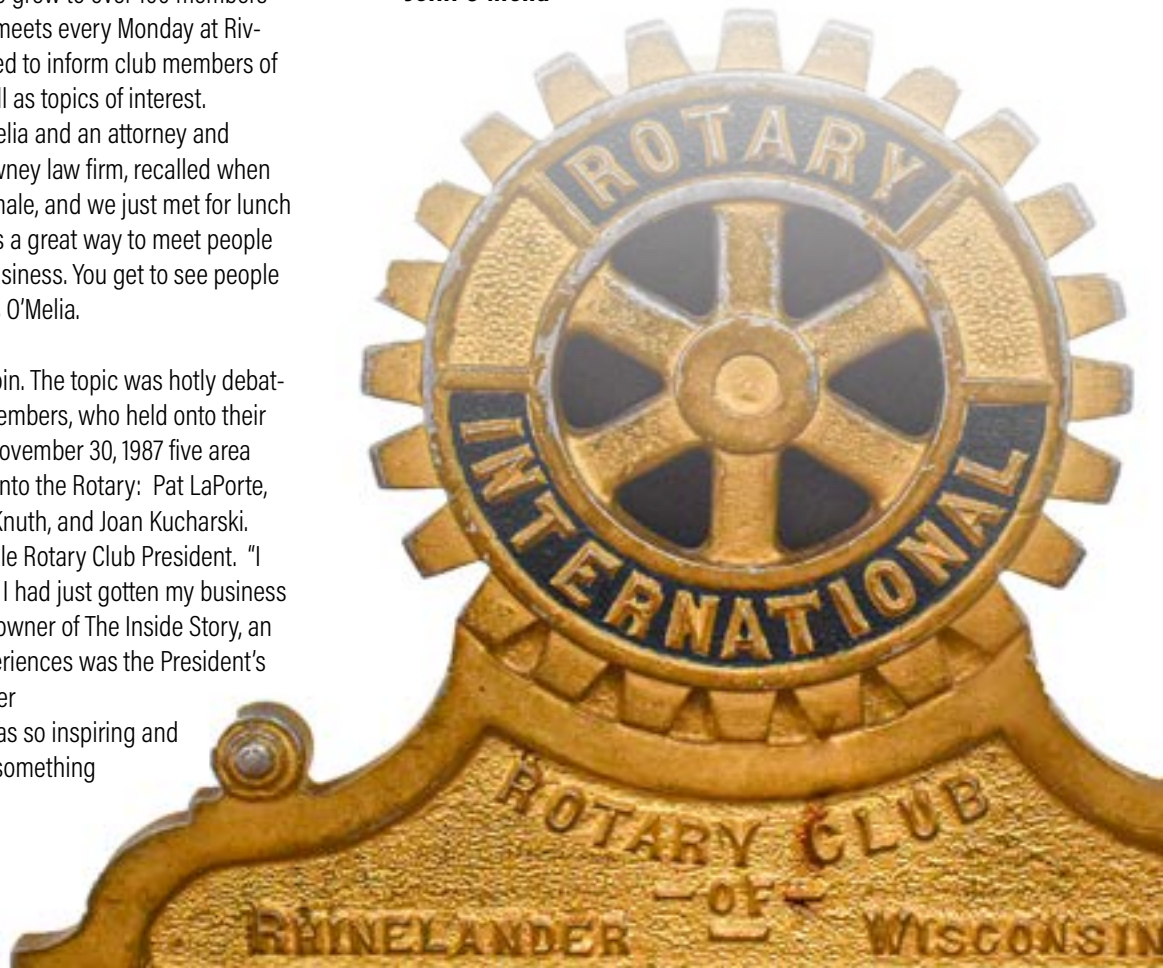 meets every Monday at Riv-
ed to inform club members of
ll as topics of interest.
elia and an attorney and
wney law firm, recalled when
male, and we just met for lunch
s a great way to meet people
siness. You get to see people
O’Melia.
oin. The topic was hotly debat-
embers, who held onto their
ovember 30, 1987 five area
nto the Rotary: Pat LaPorte,
Knuth, and Joan Kucharski.
le Rotary Club President. “I
I had just gotten my business
owner of The Inside Story, an
eriences was the President’s
er
as so inspiring and
something
ROTARY
INTERNATIONAL
ROTARY CLUB
-OF-
RHINELANDER WISCONSIN